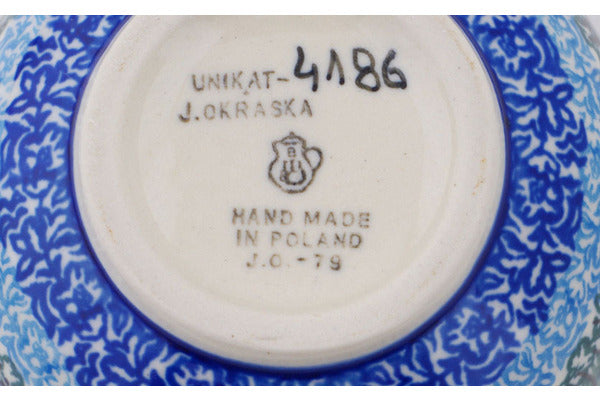 UNIKAT-4186
J.OKRASKA
B
HAND MADE
IN POLAND
J.O.-79